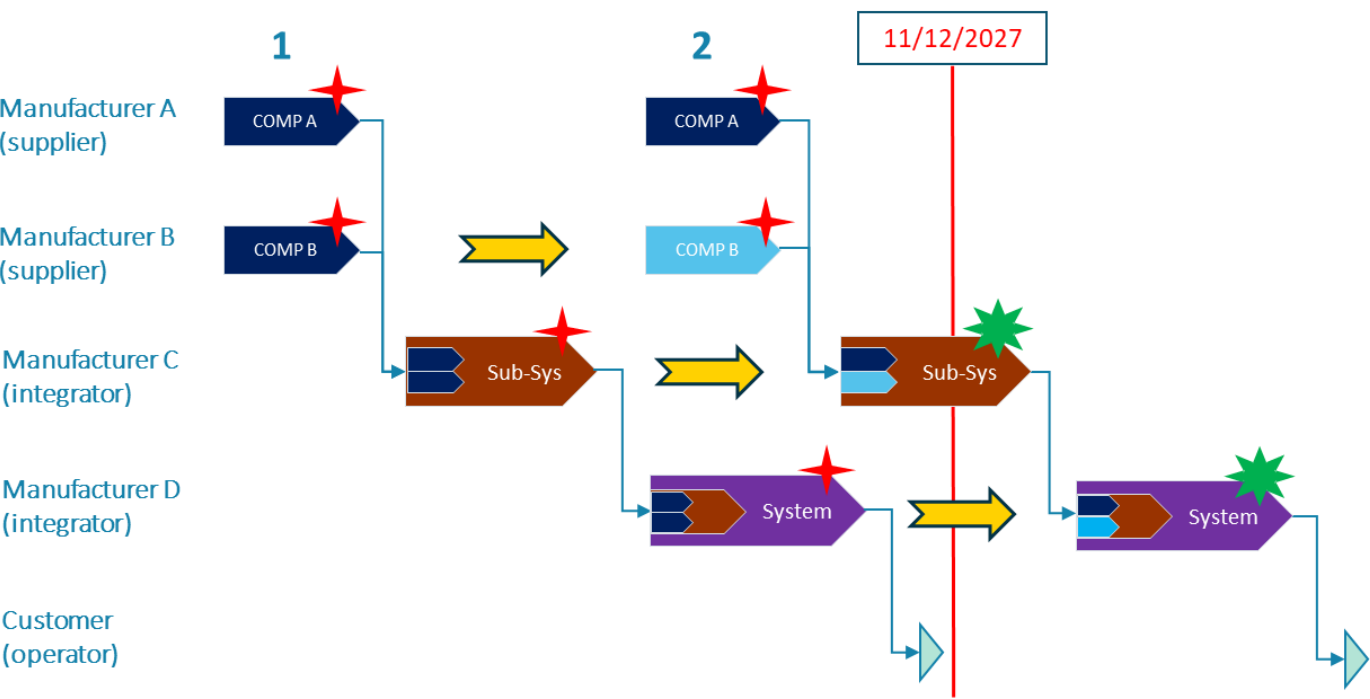 1
2
11/12/2027
Manufacturer A
(supplier)
COMP A
COMP A
Manufacturer B
(supplier)
COMP B
COMP B
Manufacturer C
(integrator)
Sub-Sys
Sub-Sys
Manufacturer D
(integrator)
System
System
Customer
(operator)